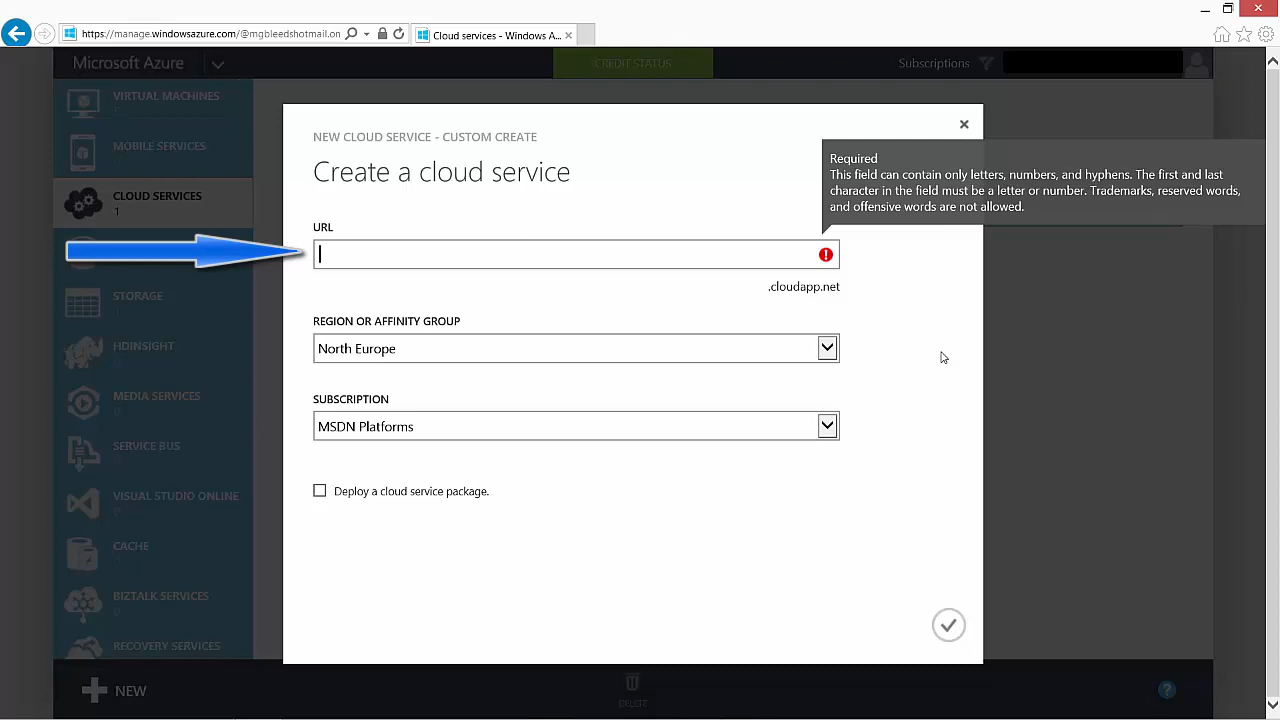 https://manage.windowsazure.com/@mgbleedshotmail.on
Cloud services - Windows A...
Microsoft Azure
CREDIT STATUS
Subscriptions
VIRTUAL MACHINES
MOBILE SERVICES
CLOUD SERVICES
1
STORAGE
HDINSIGHT
MEDIA SERVICES
SERVICE BUS
VISUAL STUDIO ONLINE
CACHE
BIZTALK SERVICES
RECOVERY SERVICES
NEW CLOUD SERVICE - CUSTOM CREATE
Create a cloud service
Required
This field can contain only letters, numbers, and hyphens. The first and last
character in the field must be a letter or number. Trademarks, reserved words,
and offensive words are not allowed.
URL
.cloudapp.net
REGION OR AFFINITY GROUP
North Europe
SUBSCRIPTION
MSDN Platforms
Deploy a cloud service package.
NEW
DELETE
?